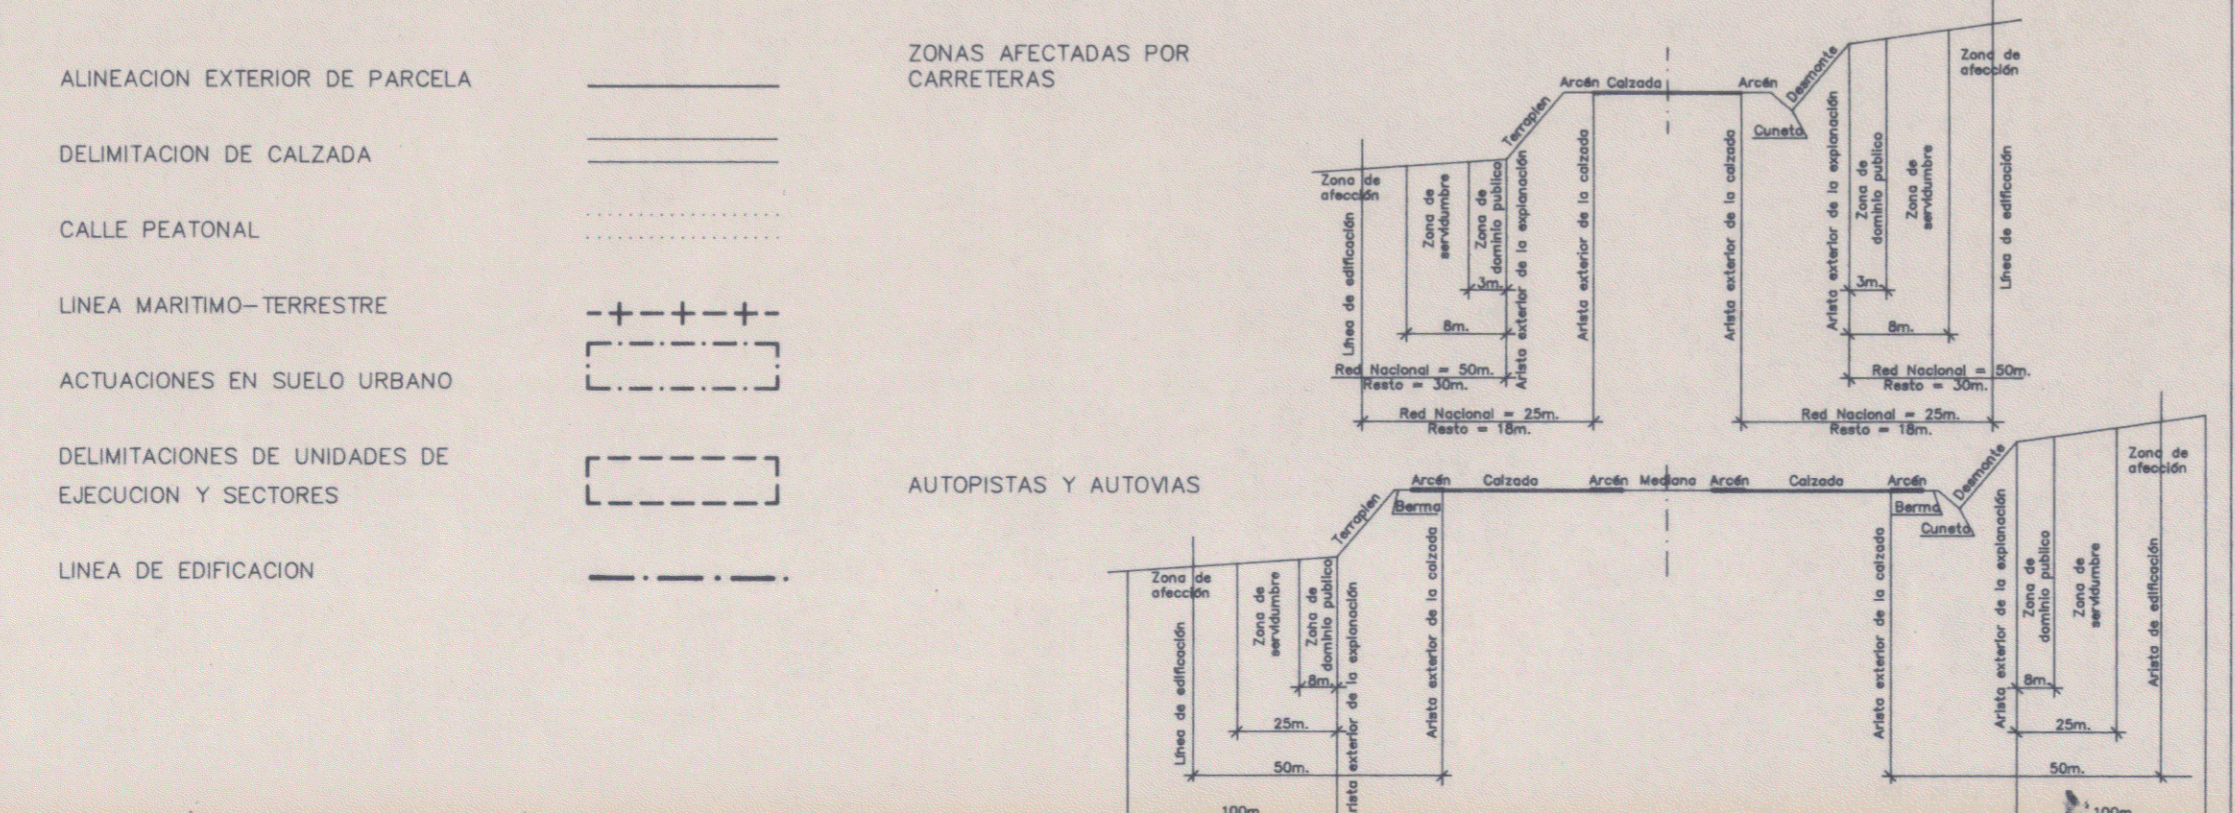 ALINEACION EXTERIOR DE PARCELA
DELIMITACION DE CALZADA
CALLE PEATONAL
LINEA MARITIMO-TERRESTRE
ACTUACIONES EN SUELO URBANO
DELIMITACIONES DE UNIDADES DE
EJECUCION Y SECTORES
LINEA DE EDIFICACION
ZONAS AFECTADAS POR
CARRETERAS
Zona de
afección
Línea de edificación
Zona de
servidumbre
Zona de
dominio publico
Arista exterior de la explanación
Terraplen
Arcén
Calzada
Arista exterior de la calzada
Arista exterior de la calzada
Arcén
Cuneta
Desmonte
Arista exterior de la explanación
Zona de
dominio publico
Zona de
servidumbre
Zona de
afección
Línea de edificación
3m.
8m.
Red Nacional = 50m.
Resto = 30m.
Red Nacional = 25m.
Resto = 18m.
3m.
8m.
Red Nacional = 50m.
Resto = 30m.
Red Nacional = 25m.
Resto = 18m.
AUTOPISTAS Y AUTOVIAS
Zona de
afección
Línea de edificación
Zona de
servidumbre
Zona de
dominio publico
Arista exterior de la explanación
Terraplen
Arcén
Berma
Calzada
Arcén
Mediana
Arcén
Calzada
Arcén
Berma
Cuneta
Desmonte
Arista exterior de la calzada
Arista exterior de la calzada
Arista exterior de la explanación
Zona de
dominio publico
Zona de
servidumbre
Zona de
afección
Arista de edificación
8m.
25m.
50m.
100m.
8m.
25m.
50m.
100m.